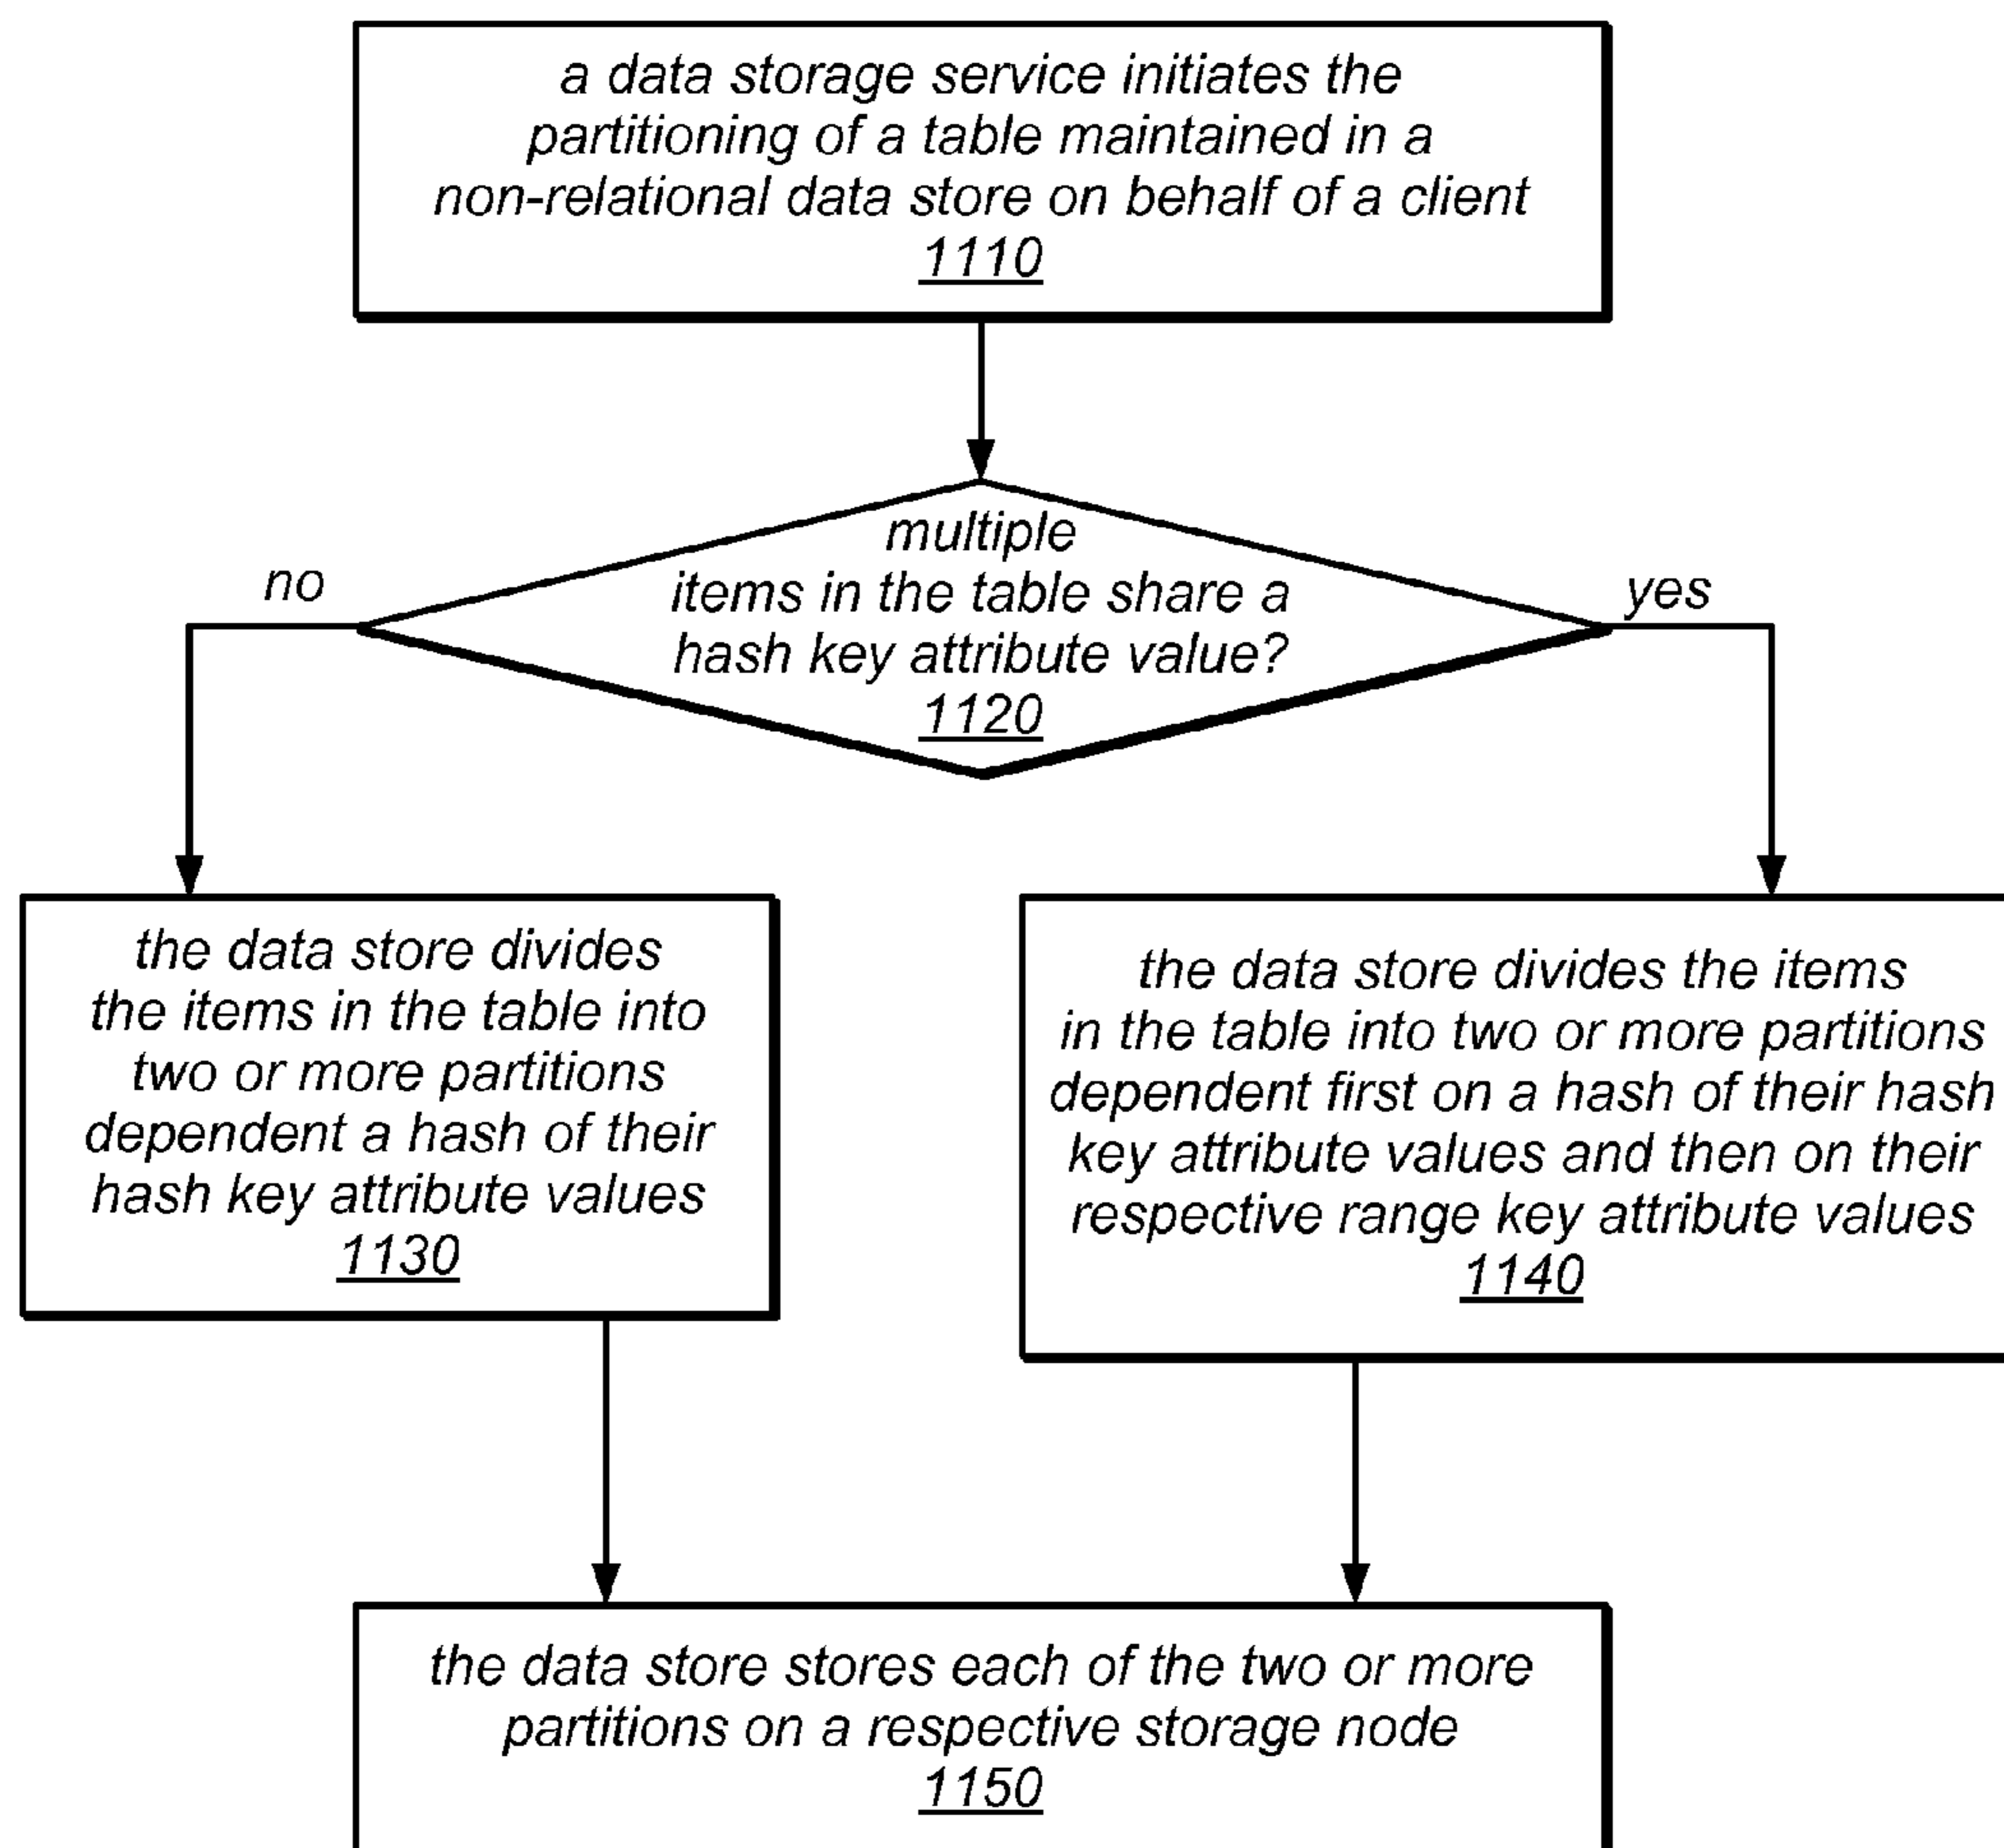 a data storage service initiates the
partitioning of a table maintained in a
non-relational data store on behalf of a client
1110
multiple
items in the table share a
hash key attribute value?
1120
no
yes
the data store divides
the items in the table into
two or more partitions
dependent a hash of their
hash key attribute values
1130
the data store divides the items
in the table into two or more partitions
dependent first on a hash of their hash
key attribute values and then on their
respective range key attribute values
1140
the data store stores each of the two or more
partitions on a respective storage node
1150